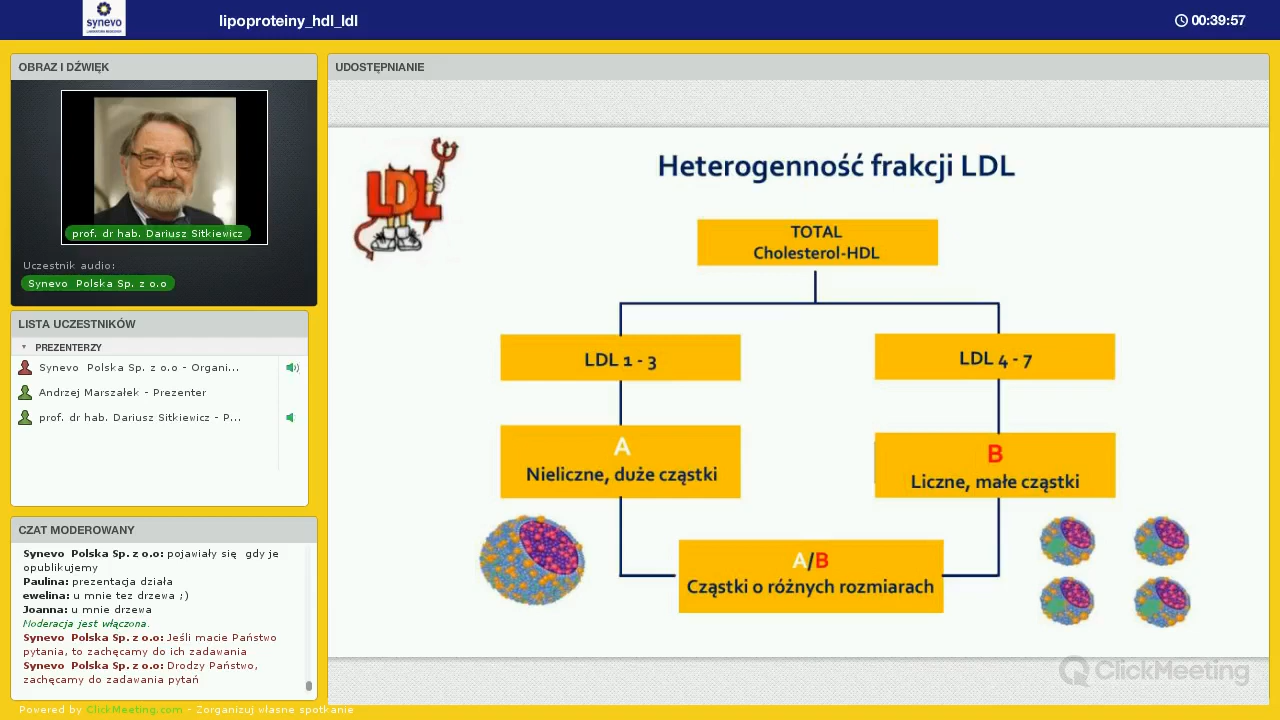 synevo
lipoproteiny_hdl_ldl
00:39:57
OBRAZ I DŹWIĘK
prof. dr hab. Dariusz Sitkiewicz
Uczestnik audio:
Synevo Polska Sp. z o.o
LISTA UCZESTNIKÓW
PREZENTERZY
Synevo Polska Sp. z o.o - Organi...
Andrzej Marszałek - Prezenter
prof. dr hab. Dariusz Sitkiewicz - P...
CZAT MODEROWANY
Synevo Polska Sp. z o.o: pojawiały się gdy je
opublikujemy
Paulina: prezentacja działa
ewelina: u mnie tez drzewa ;)
Joanna: u mnie drzewa
Moderacja jest włączona.
Synevo Polska Sp. z o.o: Jeśli macie Państwo
pytania, to zachęcamy do ich zadawania
Synevo Polska Sp. z o.o: Drodzy Państwo,
zachęcamy do zadawania pytań
Powered by ClickMeeting.com - Zorganizuj własne spotkanie
UDOSTĘPNIANIE
LDL
Heterogenność frakcji LDL
TOTAL
Cholesterol-HDL
LDL 1 - 3
LDL 4 - 7
A
Nieliczne, duże cząstki
B
Liczne, małe cząstki
A/B
Cząstki o różnych rozmiarach
ClickMeeting